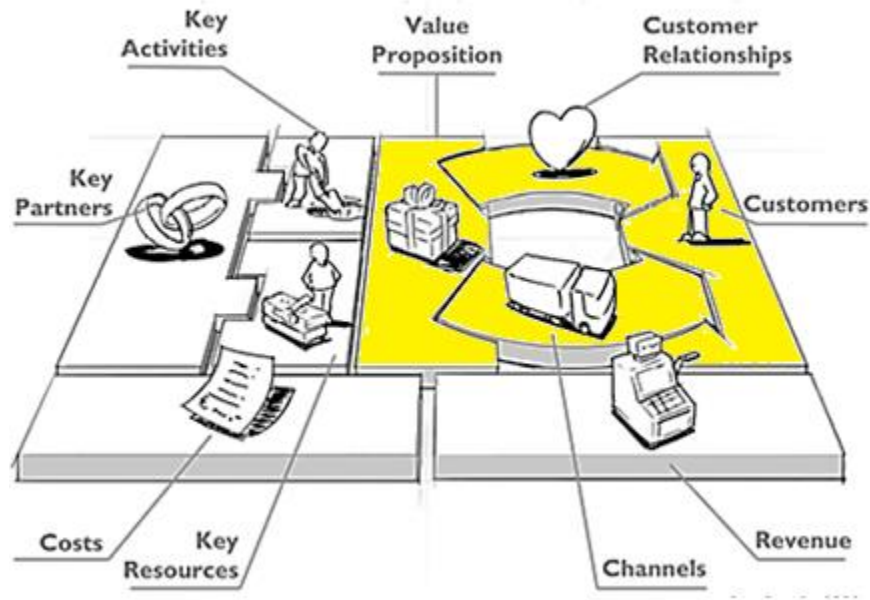 Key
Activities
Value
Proposition
Customer
Relationships
Key
Partners
Customers
Costs
Key
Resources
Channels
Revenue